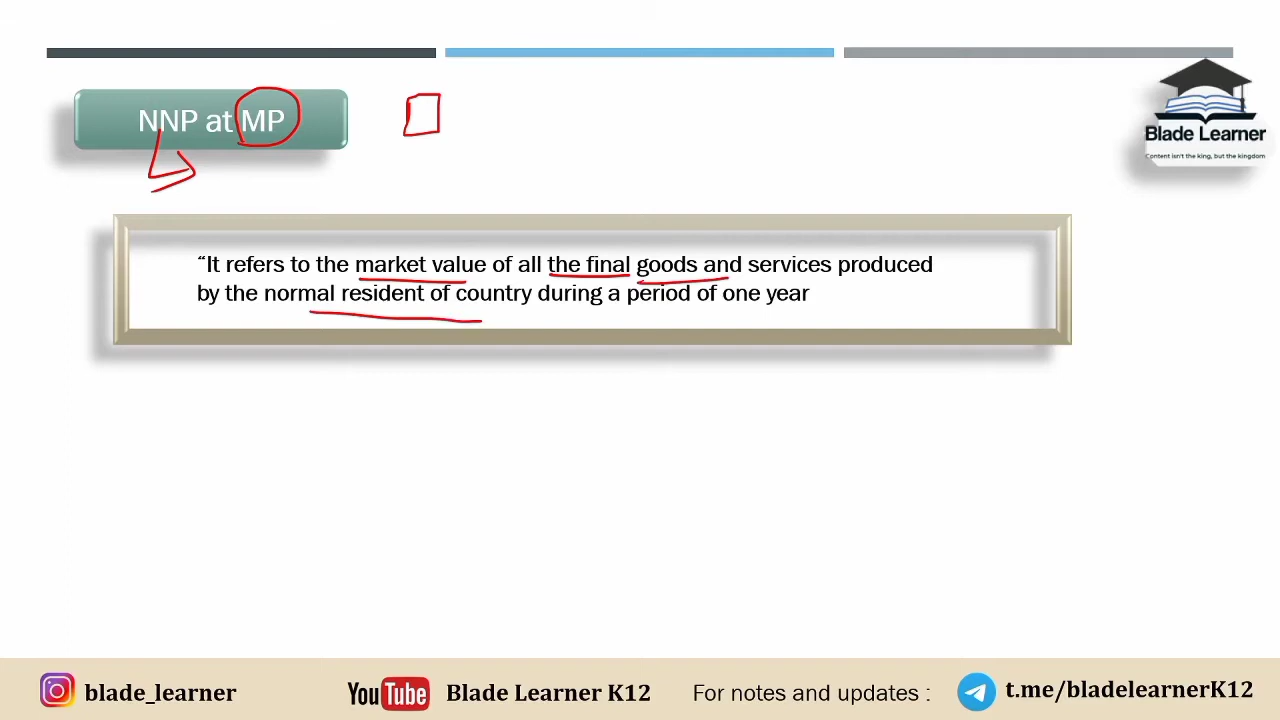 NNP at MP
Blade Learner
Content isn't the king, but the kingdom
“It refers to the market value of all the final goods and services produced
by the normal resident of country during a period of one year
blade_learner
YouTube
Blade Learner K12
For notes and updates :
t.me/bladelearnerK12